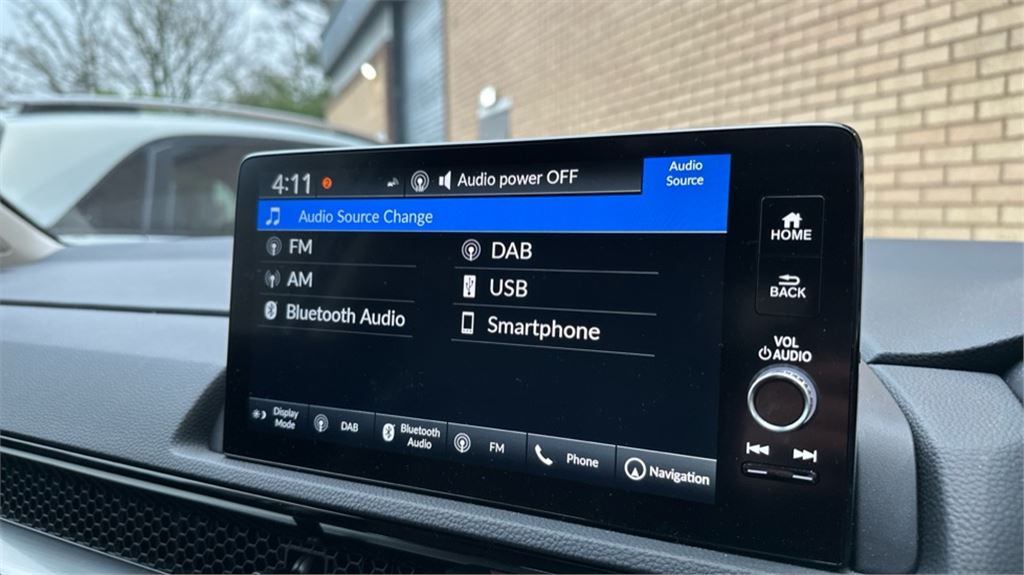 4:11
2
Audio power OFF
Audio
Source
Audio Source Change
FM
DAB
AM
USB
Bluetooth Audio
Smartphone
Display
Mode
DAB
Bluetooth
Audio
FM
Phone
Navigation
HOME
BACK
VOL
AUDIO